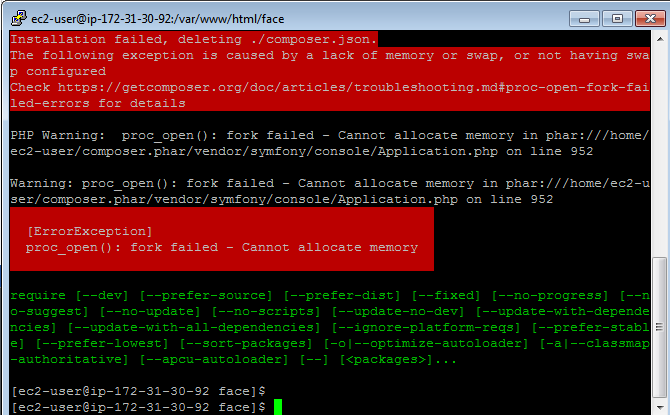 ec2-user@ip-172-31-30-92:/var/www/html/face
Installation failed, deleting ./composer.json.
The following exception is caused by a lack of memory or swap, or not having swa
p configured
Check https://getcomposer.org/doc/articles/troubleshooting.md#proc-open-fork-fai
led-errors for details
PHP Warning:  proc_open(): fork failed - Cannot allocate memory in phar:///home/
ec2-user/composer.phar/vendor/symfony/console/Application.php on line 952
Warning: proc_open(): fork failed - Cannot allocate memory in phar:///home/ec2-u
ser/composer.phar/vendor/symfony/console/Application.php on line 952
[ErrorException]
proc_open(): fork failed - Cannot allocate memory
require [--dev] [--prefer-source] [--prefer-dist] [--fixed] [--no-progress] [--n
o-suggest] [--no-update] [--no-scripts] [--update-no-dev] [--update-with-depende
ncies] [--update-with-all-dependencies] [--ignore-platform-reqs] [--prefer-stabl
e] [--prefer-lowest] [--sort-packages] [-o|--optimize-autoloader] [-a|--classmap
-authoritative] [--apcu-autoloader] [--] [<packages>]...
[ec2-user@ip-172-31-30-92 face]$
[ec2-user@ip-172-31-30-92 face]$